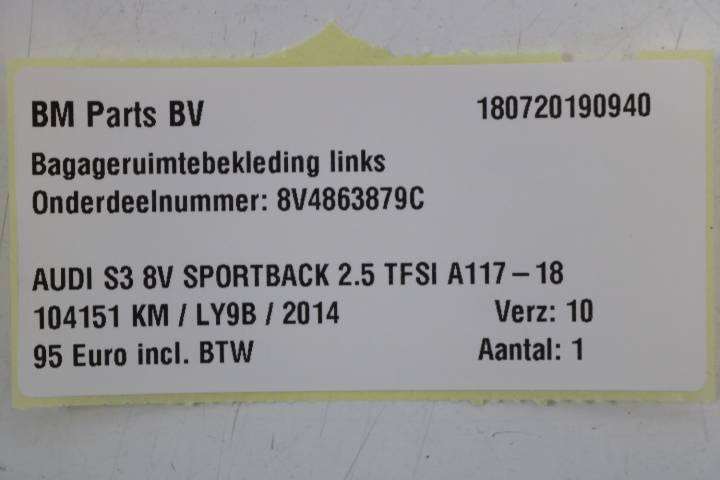 BM Parts BV 180720190940
Bagageruimtebekleding links
Onderdeelnummer: 8V4863879C
AUDI S3 8V SPORTBACK 2.5 TFSI A117 – 18
104151 KM / LY9B / 2014 Verz: 10
95 Euro incl. BTW Aantal: 1